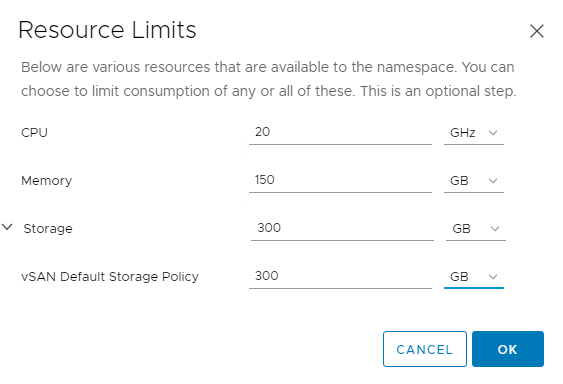 Resource Limits
Below are various resources that are available to the namespace. You can
choose to limit consumption of any or all of these. This is an optional step.
CPU 20 GHz
Memory 150 GB
Storage 300 GB
vSAN Default Storage Policy 300 GB
CANCEL OK